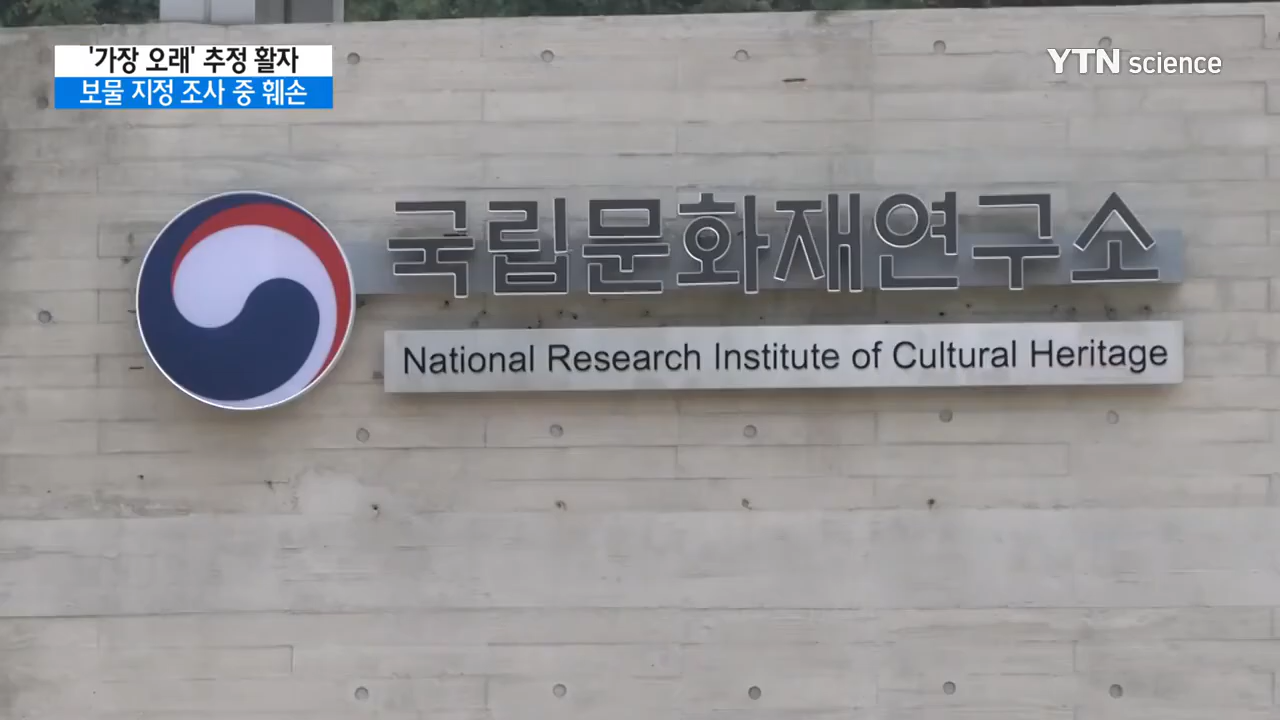 '가장 오래' 추정 활자
보물 지정 조사 중 훼손
YTN science
국립문화재연구소
National Research Institute of Cultural Heritage